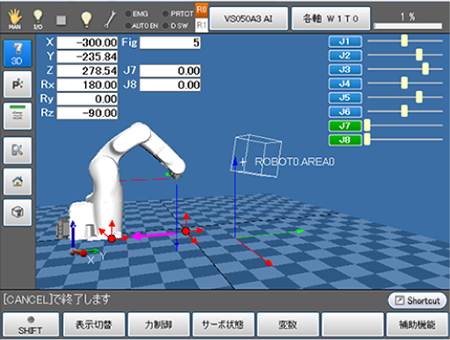 MAN I/O EMG PRTCT AUTO EN D SW R0 R1 VS050A3 AI 各軸 W 1 T 0 1 %
3D
X -300.00 Fig 5
Y -235.84
Z 278.54 J7 0.00
Rx 180.00 J8 0.00
Ry 0.00
Rz -90.00
J1
J2
J3
J4
J5
J6
J7
J8
P
ROBOT0.AREA0
X Y
[CANCEL]で終了します Shortcut
SHIFT 表示切替 力制御 サーボ状態 変数 補助機能